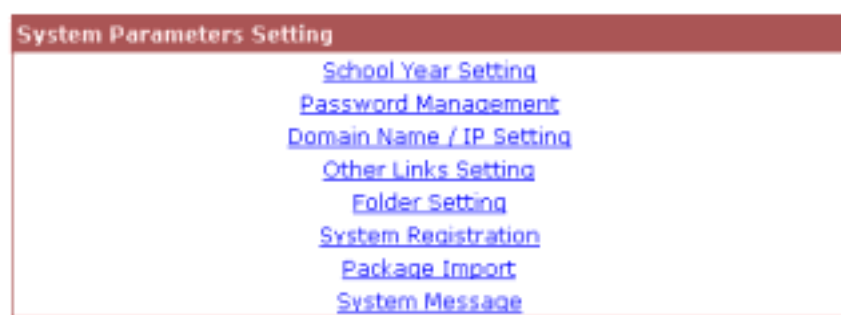 System Parameters Setting
School Year Setting
Password Management
Domain Name / IP Setting
Other Links Setting
Folder Setting
System Registration
Package Import
System Message